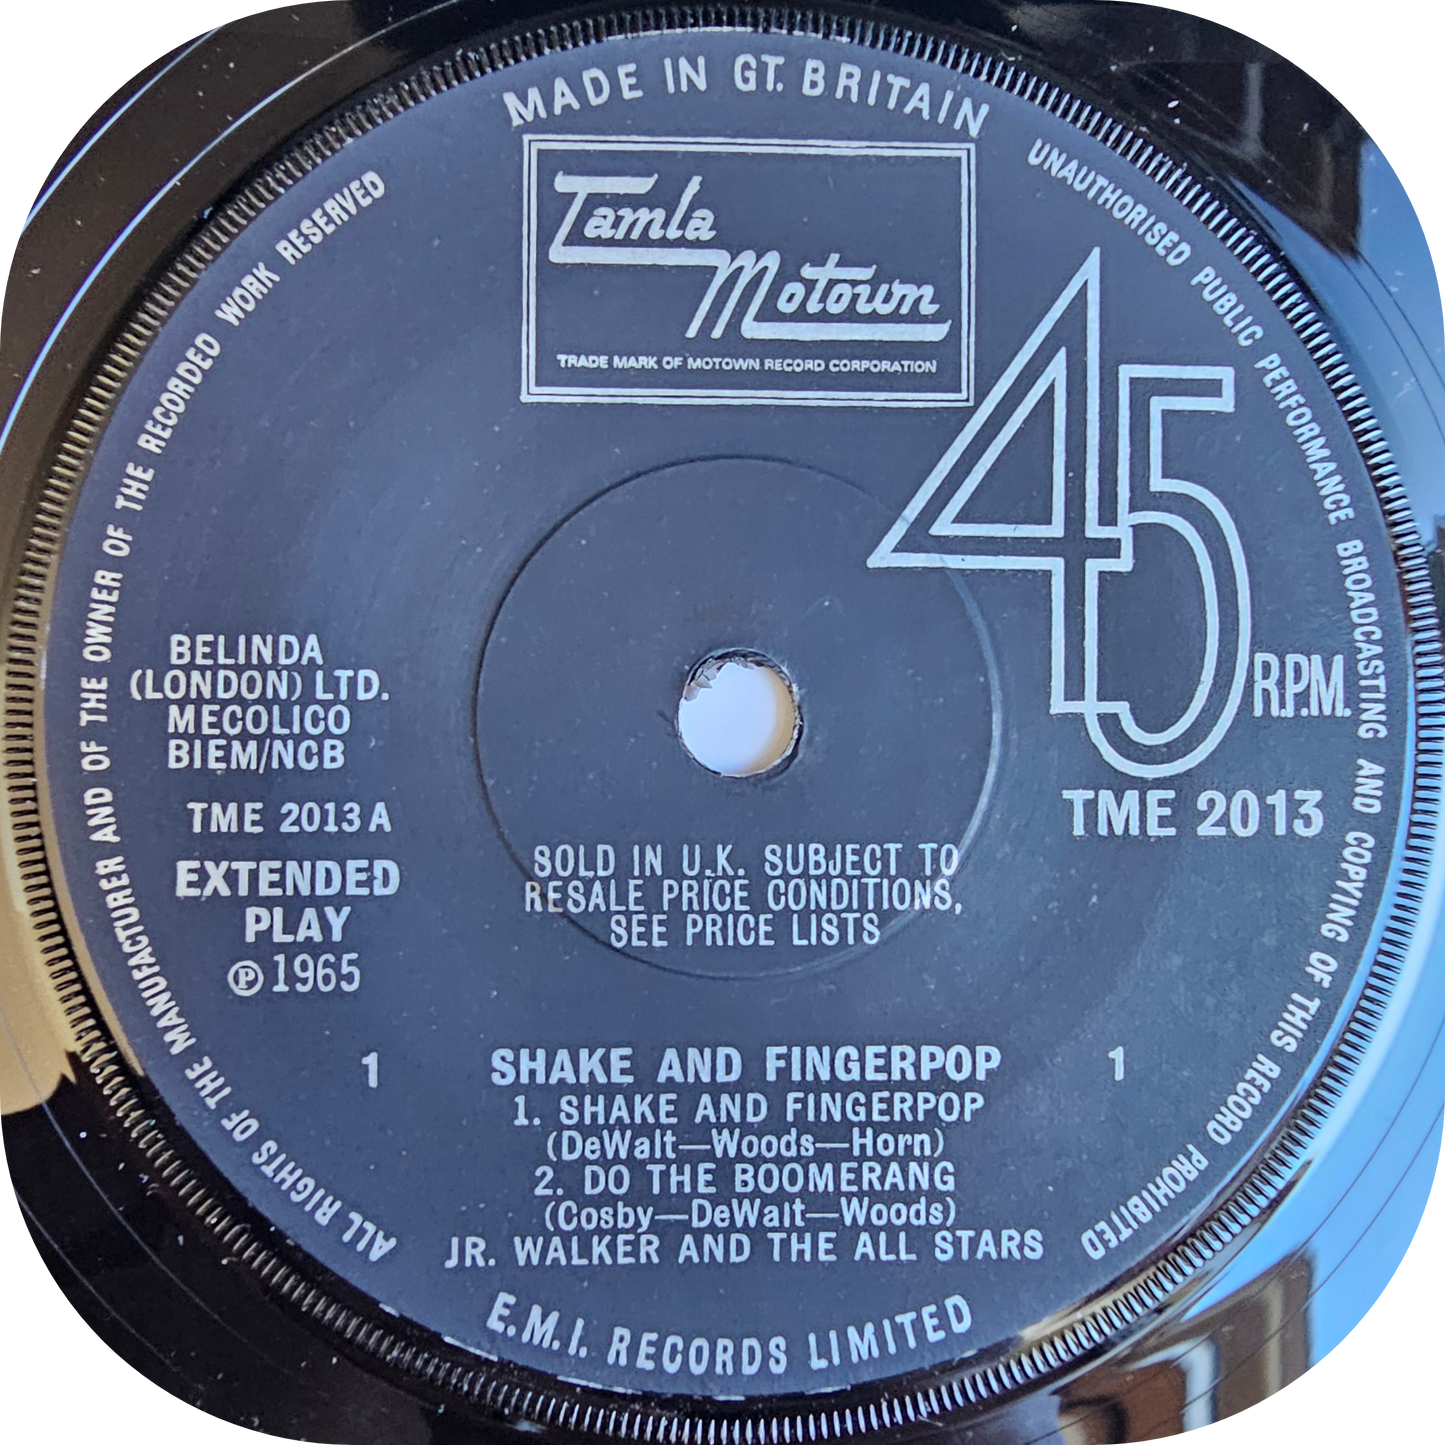 MADE IN GT. BRITAIN
Tamla
Motown
TRADE MARK OF MOTOWN RECORD CORPORATION
UNAUTHORISED PUBLIC PERFORMANCE BROADCASTING AND COPYING OF THIS RECORD PROHIBITED
ALL RIGHTS OF THE MANUFACTURER AND OF THE OWNER OF THE RECORDED WORK RESERVED
45 R.P.M.
TME 2013
BELINDA
(LONDON) LTD.
MECOLICO
BIEM/NCB
TME 2013 A
EXTENDED
PLAY
℗ 1965
SOLD IN U.K. SUBJECT TO
RESALE PRICE CONDITIONS,
SEE PRICE LISTS
1 SHAKE AND FINGERPOP 1
1. SHAKE AND FINGERPOP
(DeWalt—Woods—Horn)
2. DO THE BOOMERANG
(Cosby—DeWalt—Woods)
JR. WALKER AND THE ALL STARS
E.M.I. RECORDS LIMITED